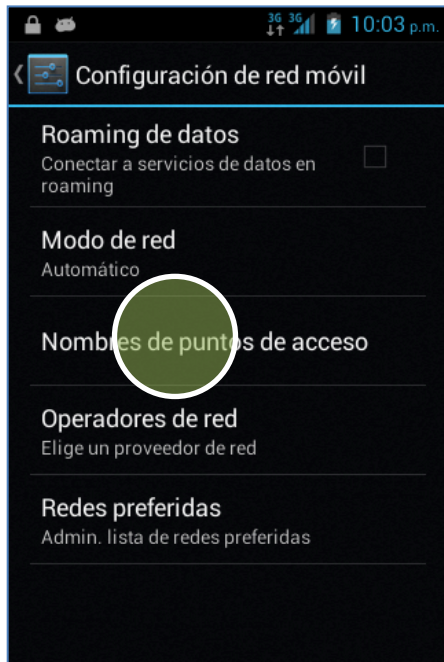 3G 3G 10:03 p.m.
Configuración de red móvil
Roaming de datos
Conectar a servicios de datos en
roaming
Modo de red
Automático
Nombres de puntos de acceso
Operadores de red
Elige un proveedor de red
Redes preferidas
Admin. lista de redes preferidas